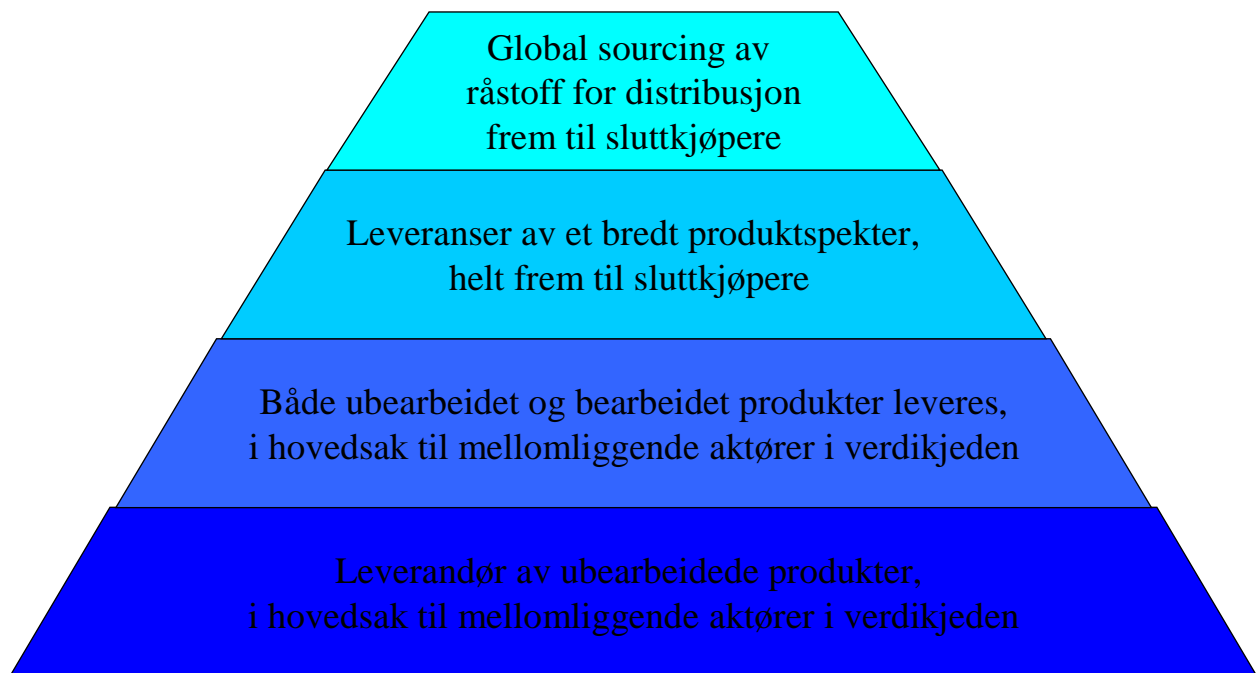 Global sourcing av
råstoff for distribusjon
frem til sluttkjøpere
Leveranser av et bredt produktspekter,
helt frem til sluttkjøpere
Både ubearbeidet og bearbeidet produkter leveres,
i hovedsak til mellomliggende aktører i verdikjeden
Leverandør av ubearbeidede produkter,
i hovedsak til mellomliggende aktører i verdikjeden